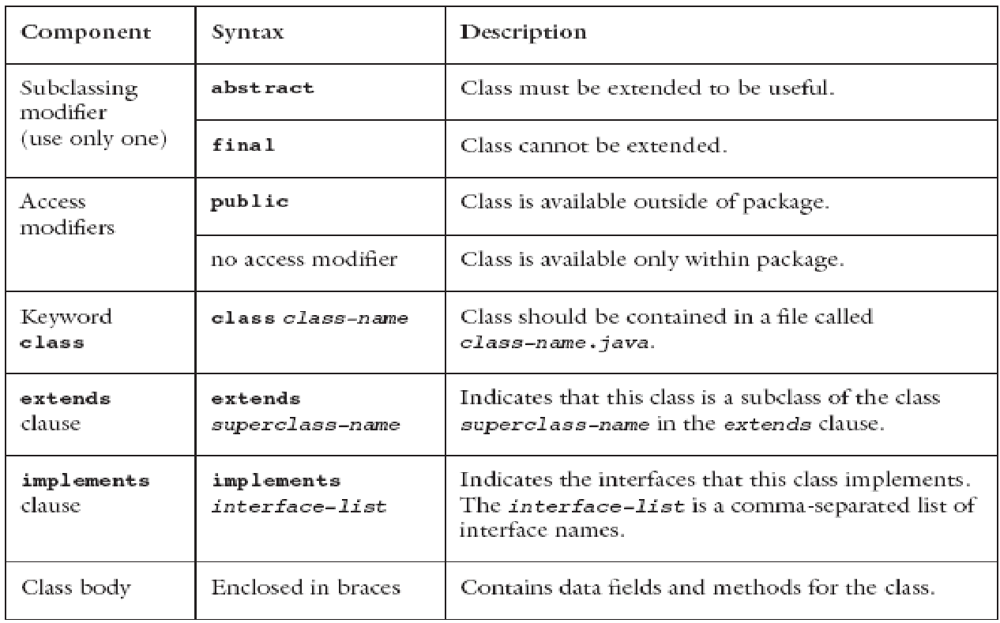 Component Syntax Description
Subclassing
modifier
(use only one)
abstract
Class must be extended to be useful.
final
Class cannot be extended.
Access
modifiers
public
Class is available outside of package.
no access modifier
Class is available only within package.
Keyword
class
class class-name
Class should be contained in a file called
class-name.java.
extends
clause
extends
superclass-name
Indicates that this class is a subclass of the class
superclass-name in the extends clause.
implements
clause
implements
interface-list
Indicates the interfaces that this class implements.
The interface-list is a comma-separated list of
interface names.
Class body
Enclosed in braces
Contains data fields and methods for the class.